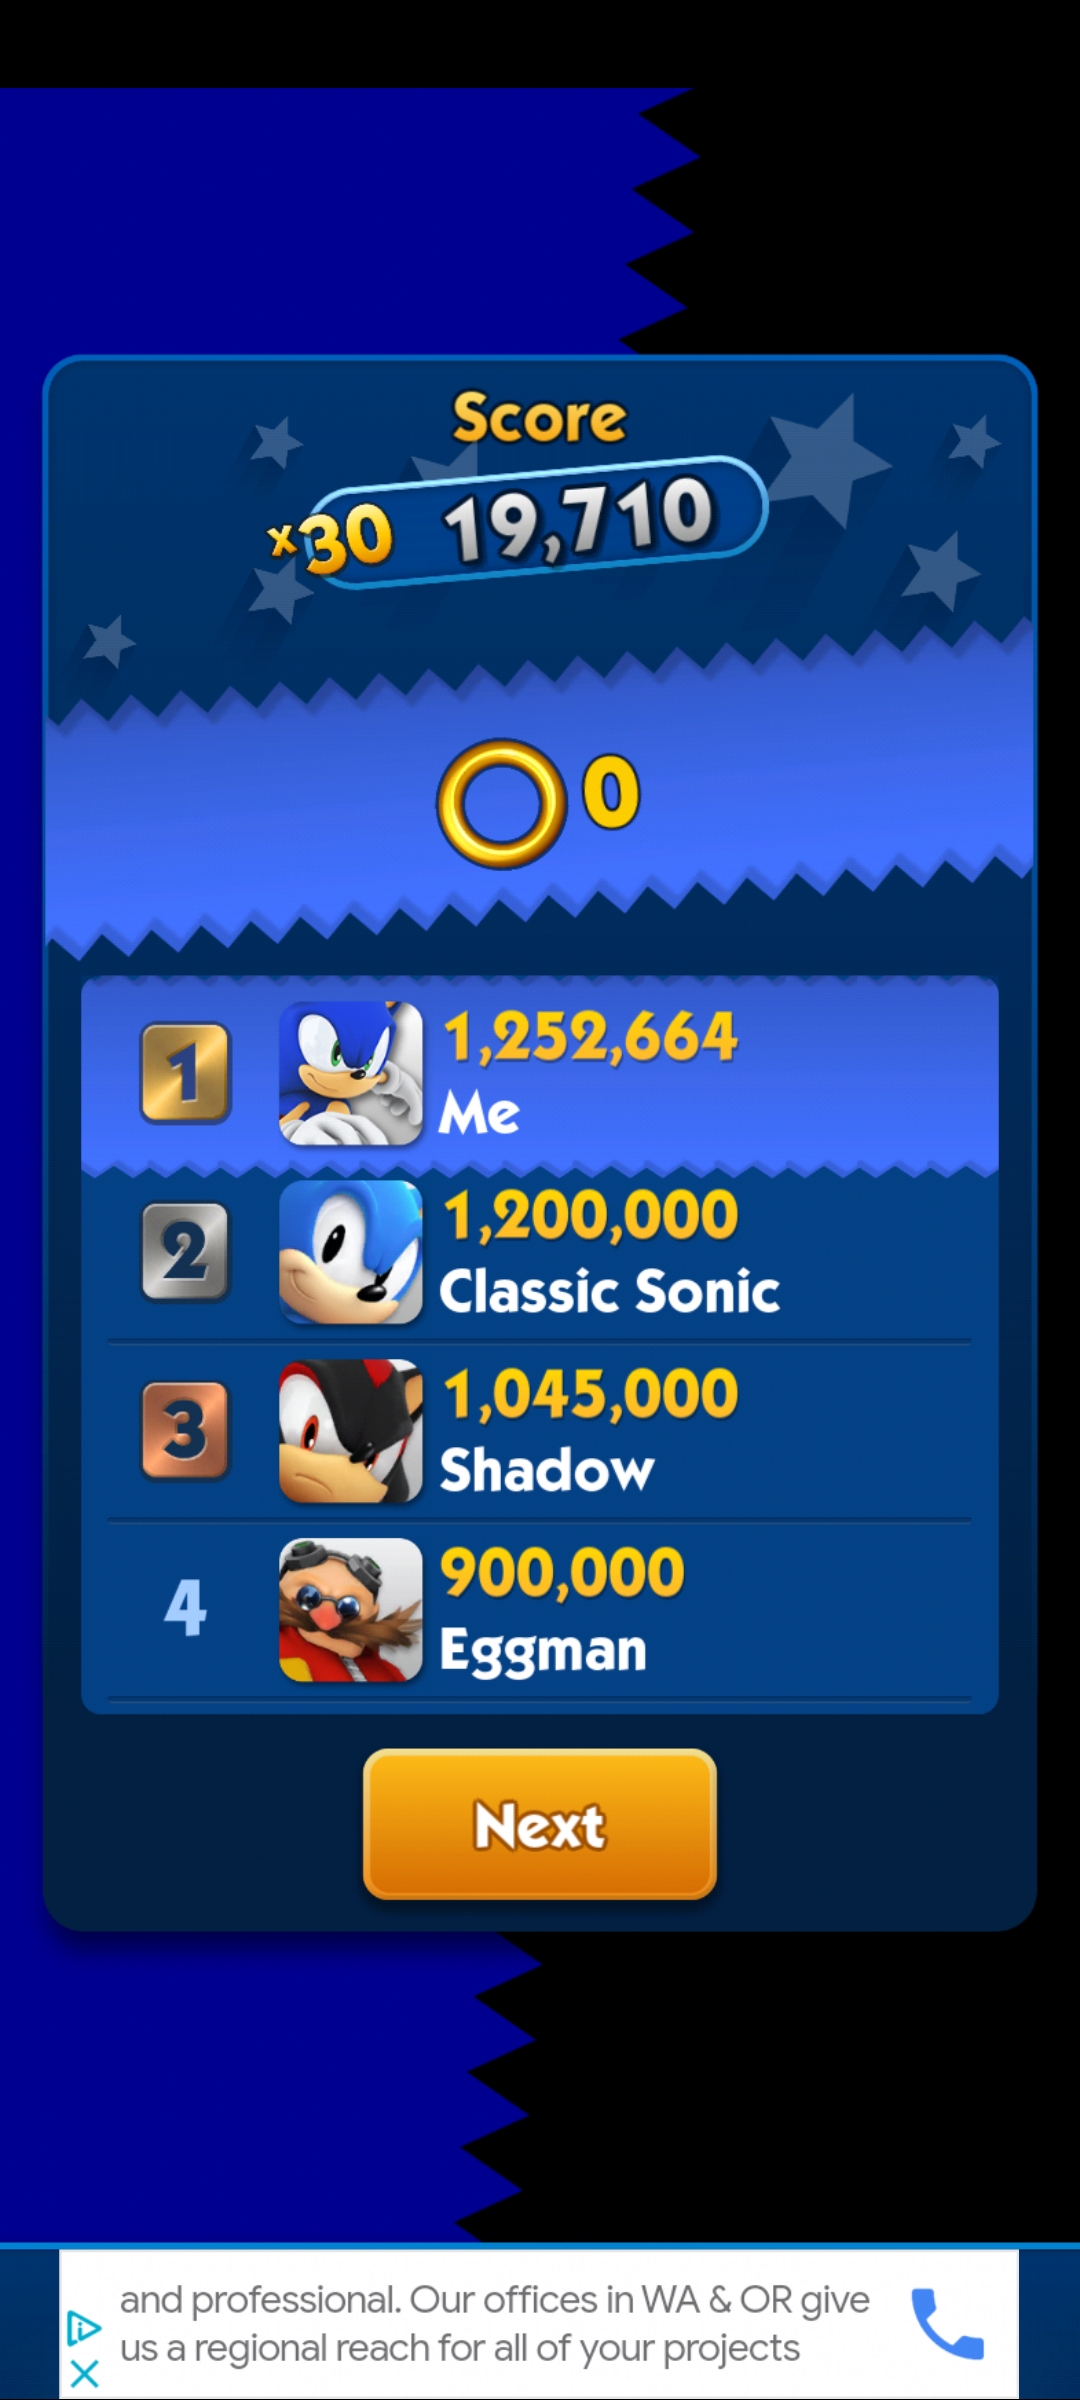 Score
x30 19,710
0
1
1,252,664
Me
2
1,200,000
Classic Sonic
3
1,045,000
Shadow
4
900,000
Eggman
Next
and professional. Our offices in WA & OR give
us a regional reach for all of your projects